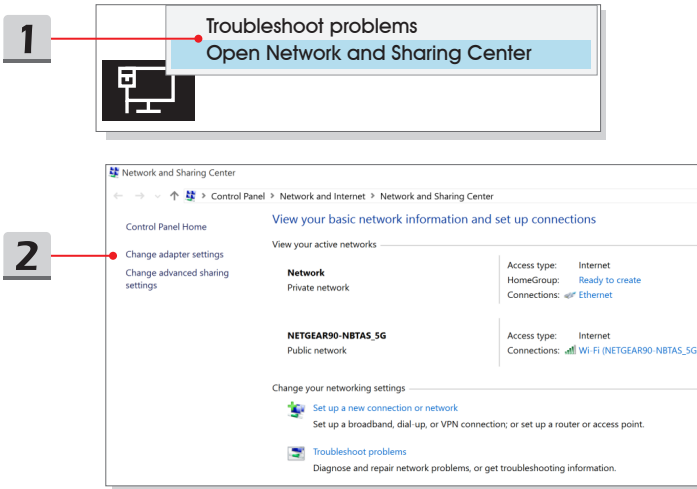 1
Troubleshoot problems
Open Network and Sharing Center
Network and Sharing Center
Control Panel > Network and Internet > Network and Sharing Center
2
Control Panel Home
Change adapter settings
Change advanced sharing
settings
View your basic network information and set up connections
View your active networks
Network
Private network
Access type: Internet
HomeGroup: Ready to create
Connections: Ethernet
NETGEAR90-NBTAS_5G
Public network
Access type: Internet
Connections: Wi-Fi (NETGEAR90-NBTAS_5G
Change your networking settings
Set up a new connection or network
Set up a broadband, dial-up, or VPN connection; or set up a router or access point.
Troubleshoot problems
Diagnose and repair network problems, or get troubleshooting information.